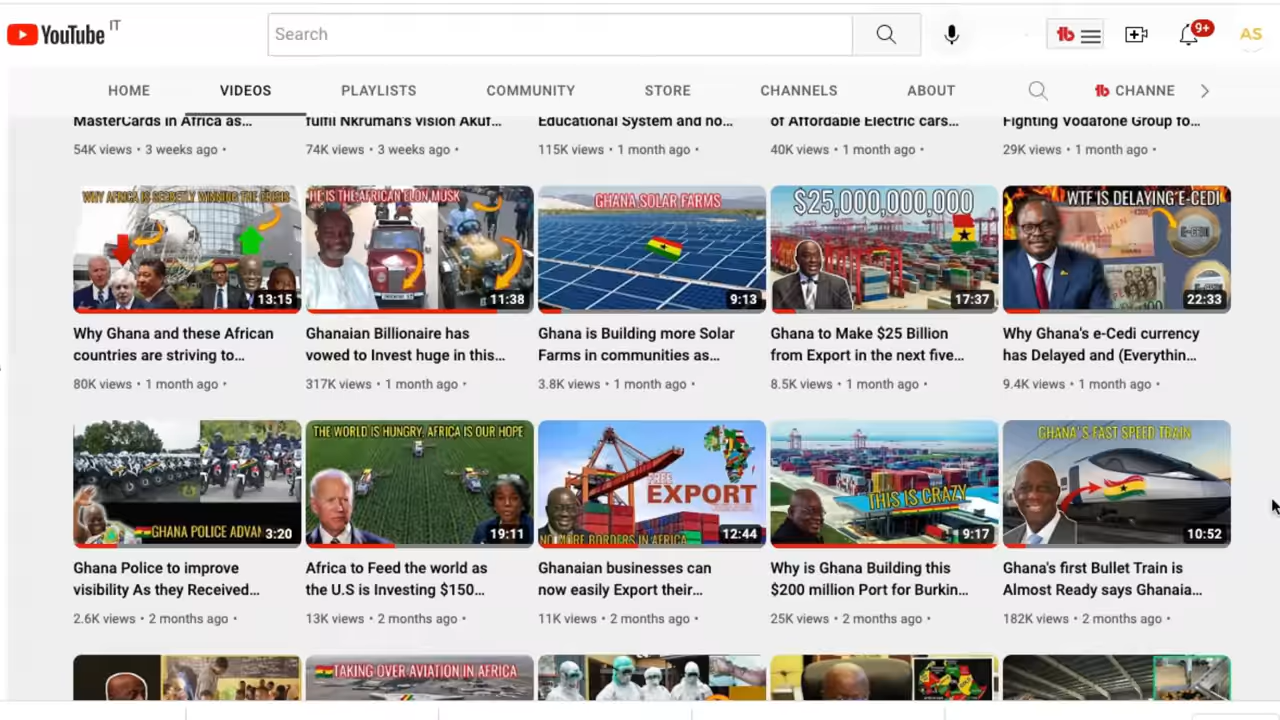 YouTube IT
Search
9+
AS
HOME
VIDEOS
PLAYLISTS
COMMUNITY
STORE
CHANNELS
ABOUT
CHANNE
MasterCards in Africa as...
fulfil Nkrumah's Vision Akuf...
Educational System and no...
of Affordable Electric cars...
Fighting Vodafone Group fo...
54K views • 3 weeks ago •
74K views • 3 weeks ago •
115K views • 1 month ago •
40K views • 1 month ago •
29K views • 1 month ago •
WHY AFRICA IS SECRETLY WINNING THE CRISIS
13:15
HE IS THE AFRICAN ELON MUSK
11:38
GHANA SOLAR FARMS
9:13
$25,000,000,000
17:37
WTF IS DELAYING E-CEDI
22:33
Why Ghana and these African
countries are striving to...
80K views • 1 month ago •
Ghanaian Billionaire has
vowed to Invest huge in this...
317K views • 1 month ago •
Ghana is Building more Solar
Farms in communities as...
3.8K views • 1 month ago •
Ghana to Make $25 Billion
from Export in the next five...
8.5K views • 1 month ago •
Why Ghana's e-Cedi currency
has Delayed and (Everythin...
9.4K views • 1 month ago •
GHANA POLICE ADVAN
3:20
THE WORLD IS HUNGRY, AFRICA IS OUR HOPE
19:11
FREE
EXPORT
NO MORE BORDERS IN AFRICA
12:44
THIS IS CRAZY
9:17
GHANA'S FAST SPEED TRAIN
10:52
Ghana Police to improve
visibility As they Received...
2.6K views • 2 months ago •
Africa to Feed the world as
the U.S is Investing $150...
13K views • 2 months ago •
Ghanaian businesses can
now easily Export their...
11K views • 2 months ago •
Why is Ghana Building this
$200 million Port for Burkin...
25K views • 2 months ago •
Ghana's first Bullet Train is
Almost Ready says Ghanaia...
182K views • 2 months ago •
TAKING OVER AVIATION IN AFRICA